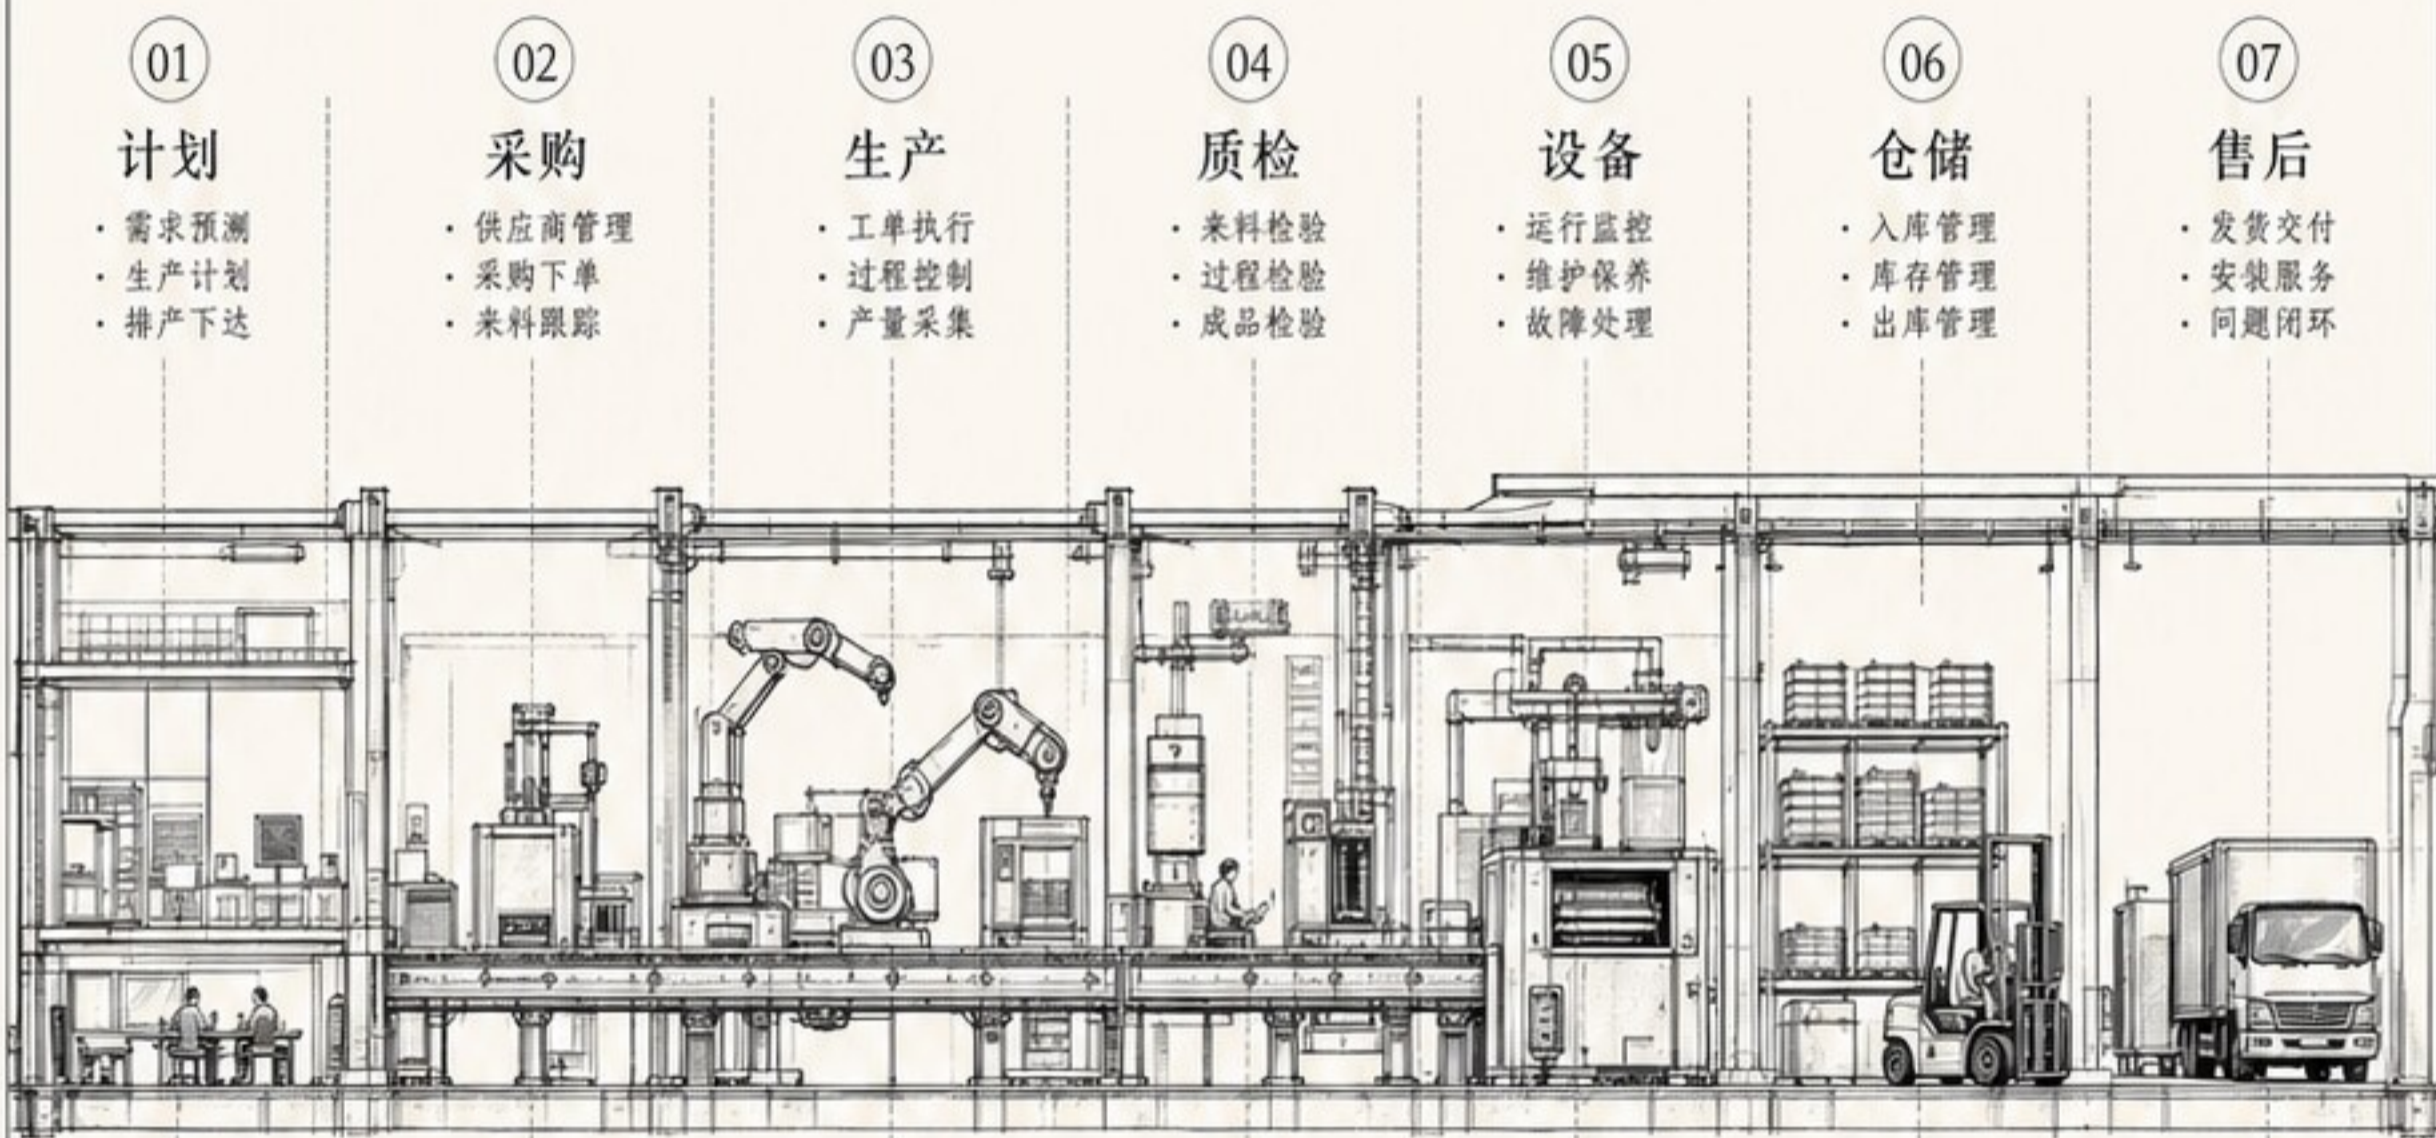 01
计划
· 需求预测
· 生产计划
· 排产下达
02
采购
· 供应商管理
· 采购下单
· 来料跟踪
03
生产
· 工单执行
· 过程控制
· 产量采集
04
质检
· 来料检验
· 过程检验
· 成品检验
05
设备
· 运行监控
· 维护保养
· 故障处理
06
仓储
· 入库管理
· 库存管理
· 出库管理
07
售后
· 发货交付
· 安装服务
· 问题闭环